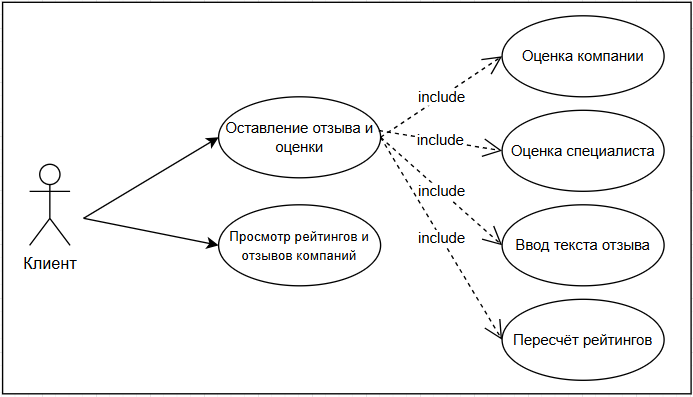 Клиент
Оставление отзыва и
оценки
Просмотр рейтингов и
отзывов компаний
include
include
include
include
Оценка компании
Оценка специалиста
Ввод текста отзыва
Пересчёт рейтингов